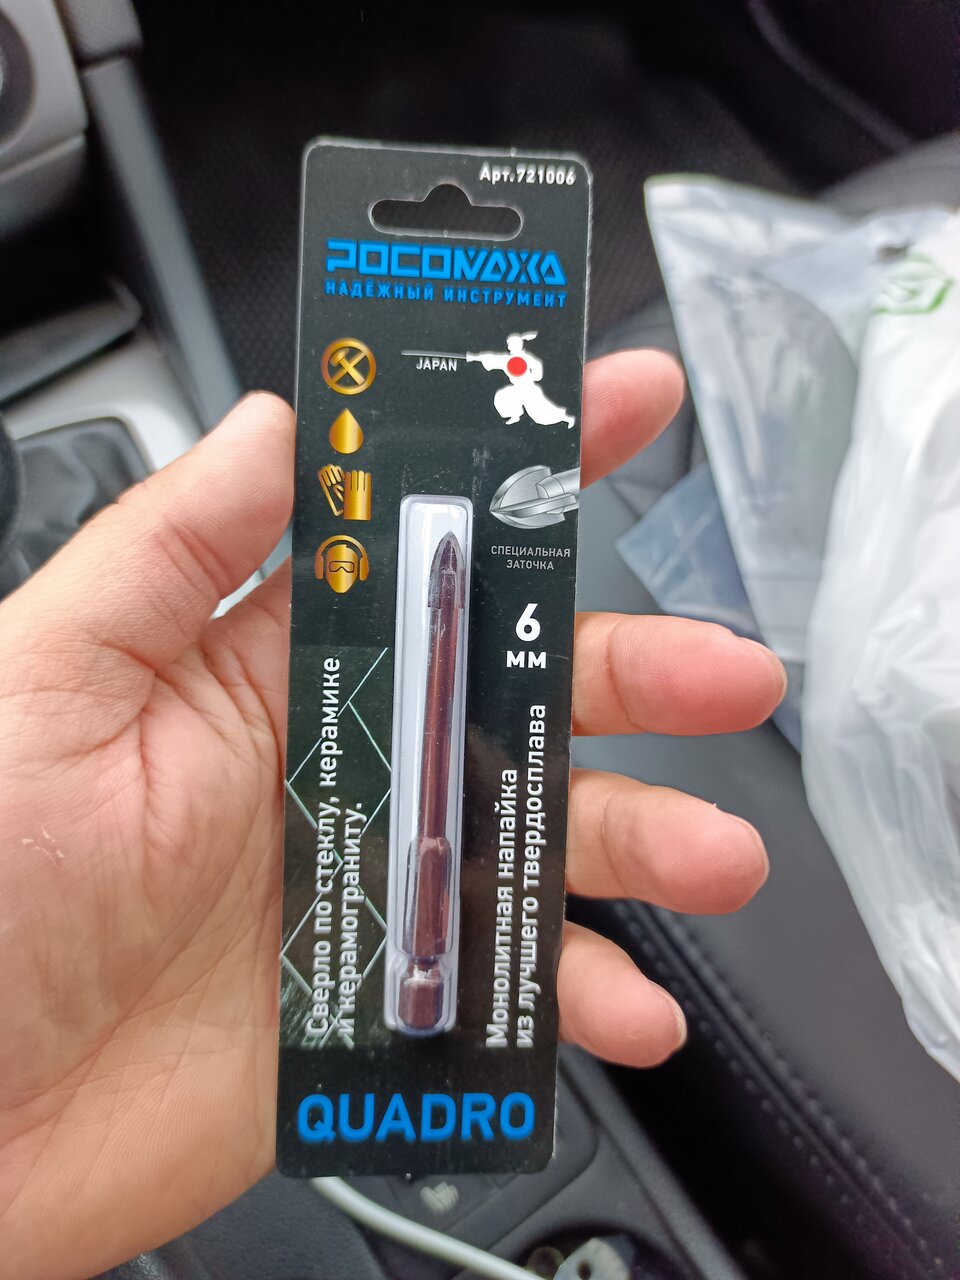 Арт.721006
РОСОМАХА
НАДЁЖНЫЙ ИНСТРУМЕНТ
JAPAN
СПЕЦИАЛЬНАЯ
ЗАТОЧКА
6
мм
Сверло по стеклу, керамике
и керамограниту.
Монолитная напайка
из лучшего твердосплава
QUADRO